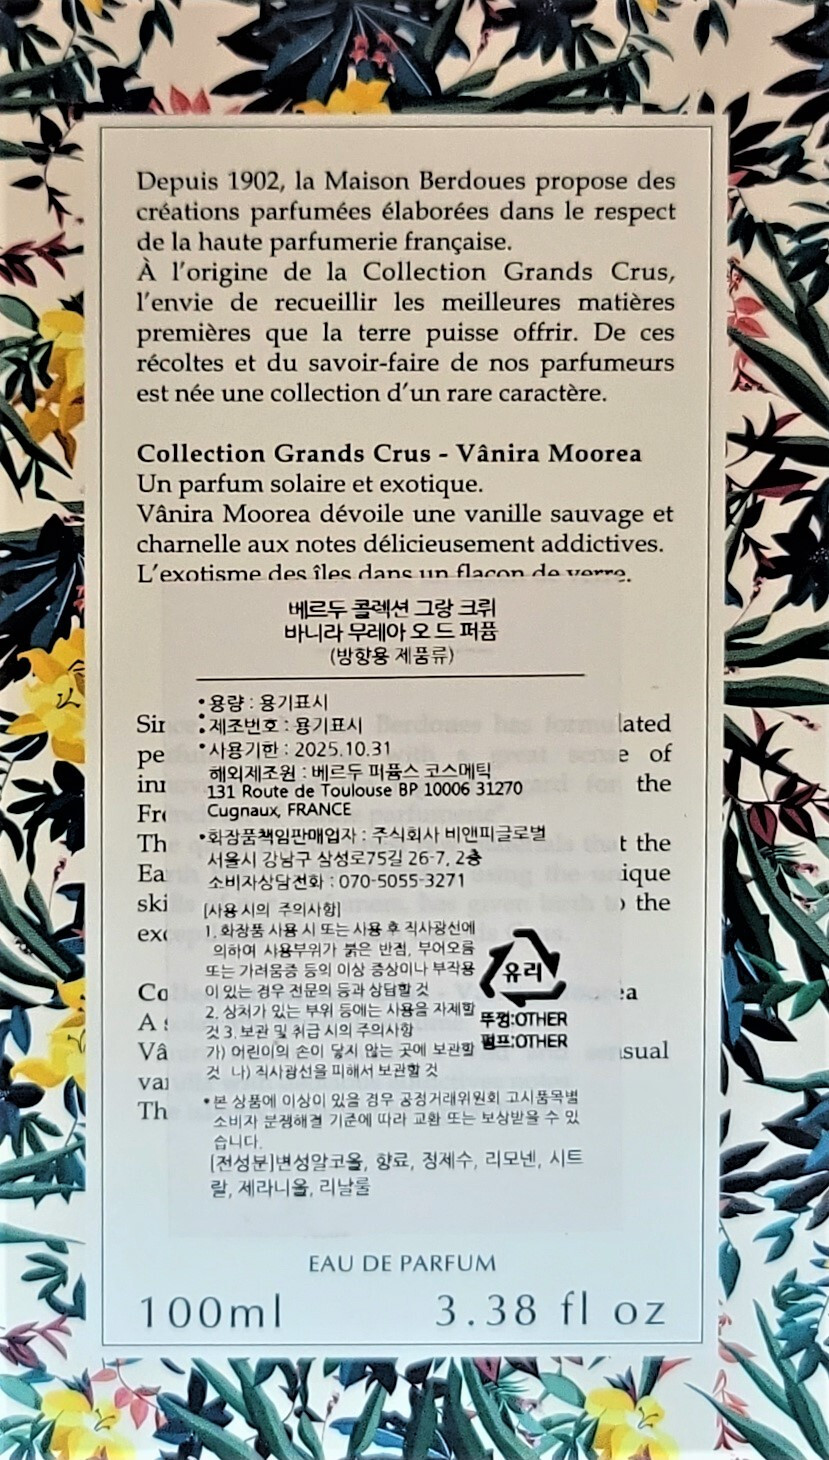 Depuis 1902, la Maison Berdoues propose des
créations parfumées élaborées dans le respect
de la haute parfumerie française.
À l'origine de la Collection Grands Crus,
l'envie de recueillir les meilleures matières
premières que la terre puisse offrir. De ces
récoltes et du savoir-faire de nos parfumeurs
est née une collection d'un rare caractère.
Collection Grands Crus - Vânira Moorea
Un parfum solaire et exotique.
Vânira Moorea dévoile une vanille sauvage et
charnelle aux notes délicieusement addictives.
L'exotisme des îles dans un flacon de verre.
베르두 콜렉션 그랑 크뤼
바니라 무레아 오 드 퍼퓸
(방향용 제품류)
•용량 : 용기표시
•제조번호 : 용기표시
•사용기한 : 2025.10.31
해외제조원 : 베르두 퍼퓸스 코스메틱
131 Route de Toulouse BP 10006 31270
Cugnaux, FRANCE
•화장품책임판매업자 : 주식회사 비앤피글로벌
서울시 강남구 삼성로75길 26-7, 2층
소비자상담전화 : 070-5055-3271
[사용 시의 주의사항]
1. 화장품 사용 시 또는 사용 후 직사광선에
의하여 사용부위가 붉은 반점, 부어오름
또는 가려움증 등의 이상 증상이나 부작용
이 있는 경우 전문의 등과 상담할 것
2. 상처가 있는 부위 등에는 사용을 자제할
것 3. 보관 및 취급 시의 주의사항
가) 어린이의 손이 닿지 않는 곳에 보관할
것 나) 직사광선을 피해서 보관할 것
유리
뚜껑:OTHER
펌프:OTHER
•본 상품에 이상이 있을 경우 공정거래위원회 고시품목별
소비자 분쟁해결 기준에 따라 교환 또는 보상받을 수 있
습니다.
[전성분]변성알코올, 향료, 정제수, 리모넨, 시트
랄, 제라니올, 리날룰
of
the
Th the
the
A
EAU DE PARFUM
100ml 3.38 fl oz